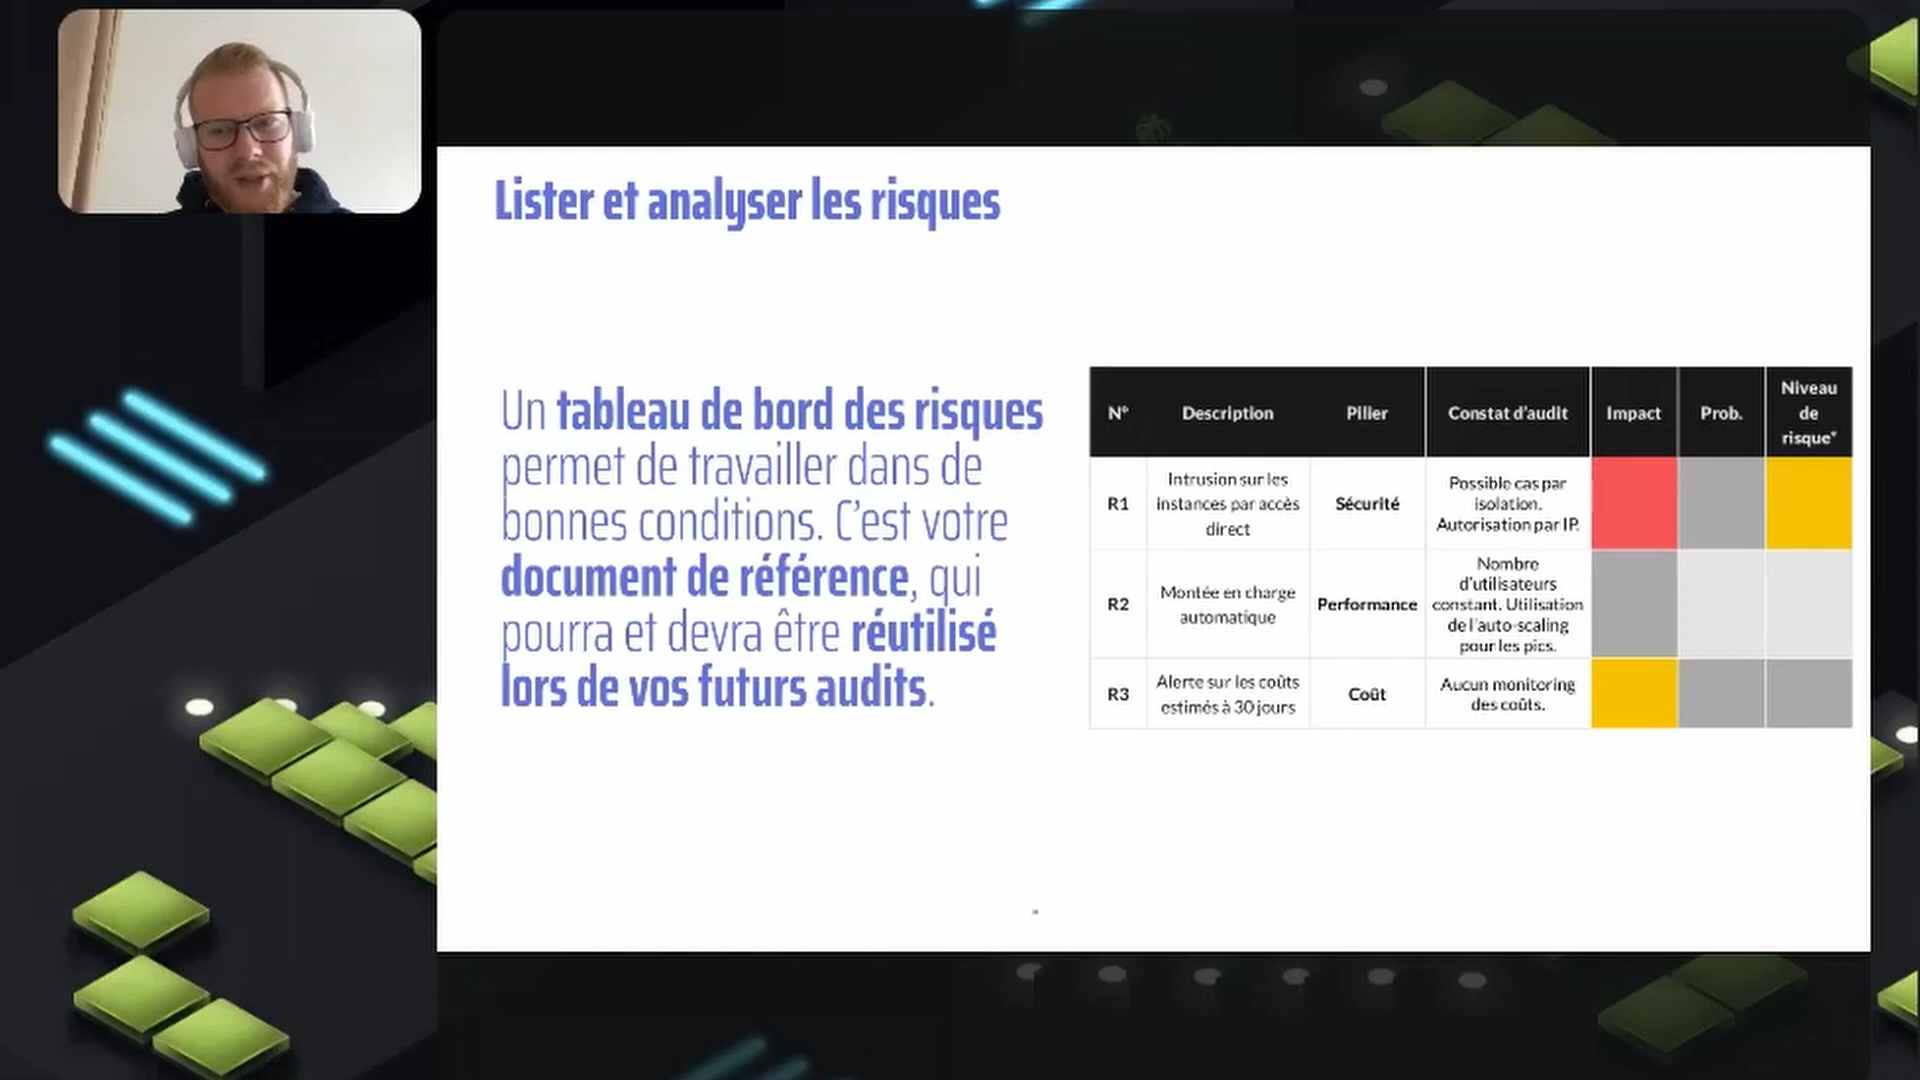 Lister et analyser les risques
Un tableau de bord des risques
permet de travailler dans de
bonnes conditions. C’est votre
document de référence, qui
pourra et devra être réutilisé
lors de vos futurs audits.
N°
Description
Pilier
Constat d’audit
Impact
Prob.
Niveau
de
risque*
R1
Intrusion sur les
instances par accès
direct
Sécurité
Possible cas par
isolation.
Autorisation par IP.
R2
Montée en charge
automatique
Performance
Nombre
d’utilisateurs
constant. Utilisation
de l’auto-scaling
pour les pics.
R3
Alerte sur les coûts
estimés à 30 jours
Coût
Aucun monitoring
des coûts.